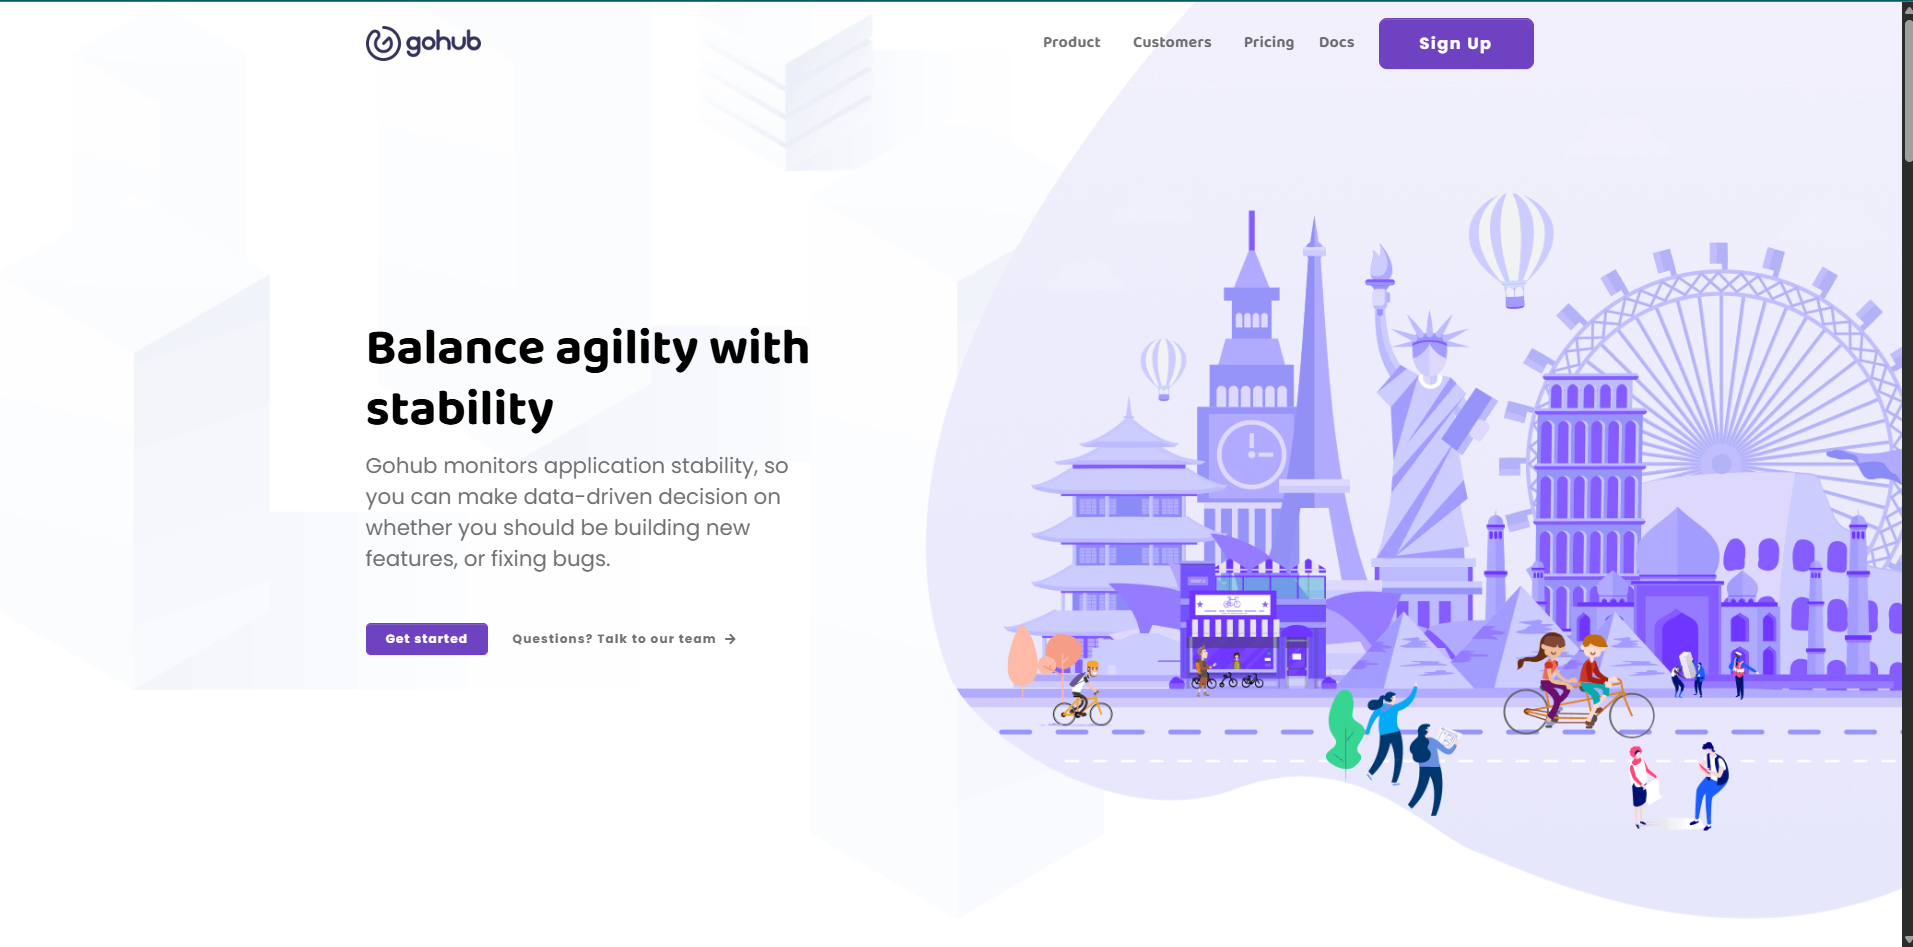 gohub
Product Customers Pricing Docs Sign Up
Balance agility with
stability
Gohub monitors application stability, so
you can make data-driven decision on
whether you should be building new
features, or fixing bugs.
Get started Questions? Talk to our team →